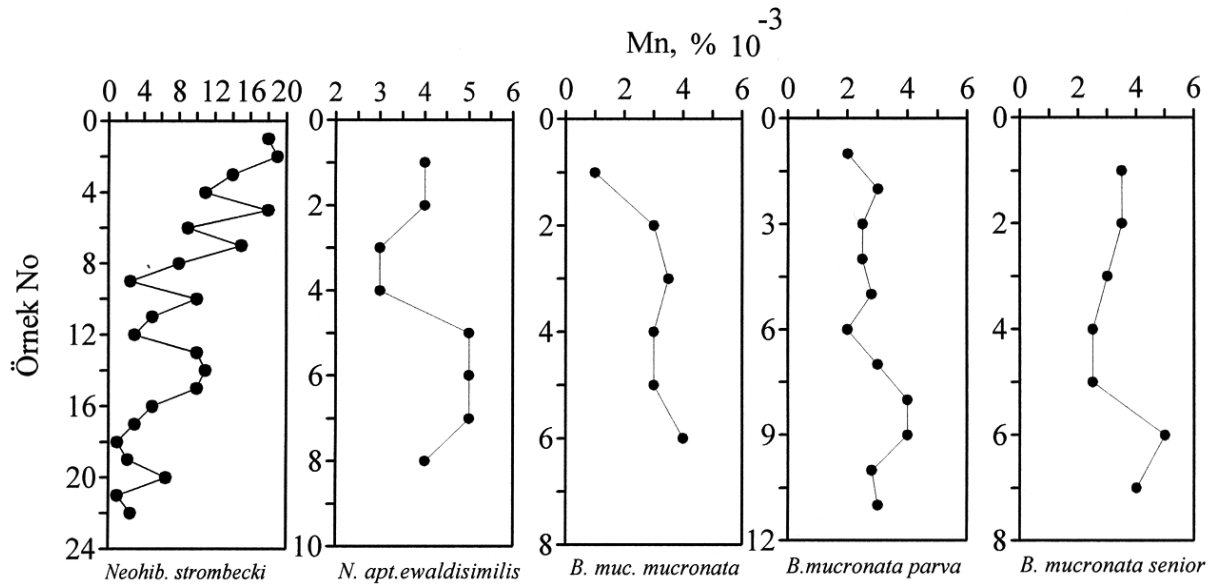 Mn, % 10⁻³
0 4 8 12 16 20
2 3 4 5 6
0 2 4 6
0 2 4 6
0 2 4 6
Örnek No
0
4
8
12
16
20
24
0
2
4
6
8
10
0
2
4
6
8
0
3
6
9
12
0
2
4
6
8
Neohib. strombecki
N. apt.ewaldisimilis
B. muc. mucronata
B.mucronata parva
B. mucronata senior